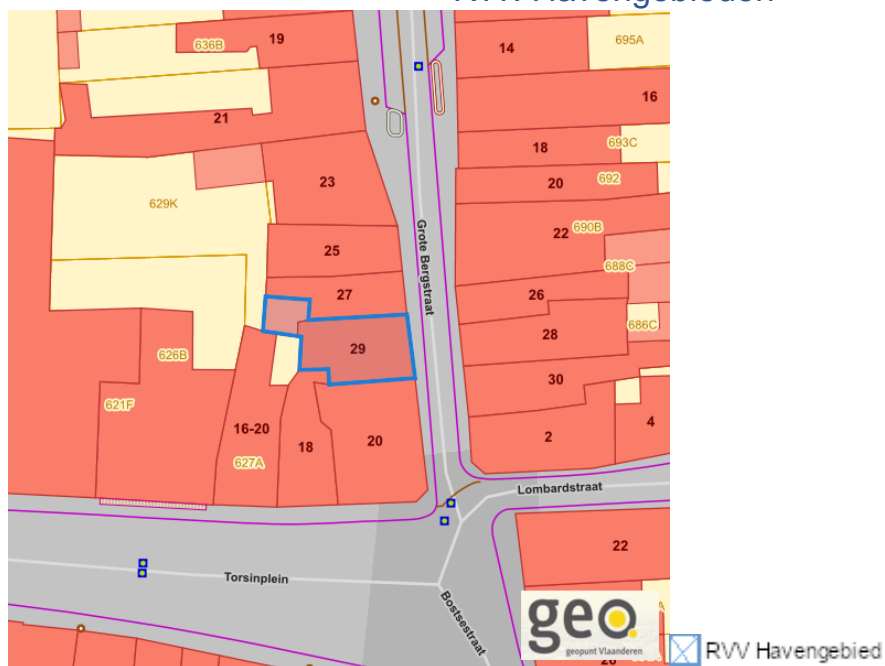 RVV Havengebieden
636B
19
14
695A
21
16
18
693C
23
20
692
629K
22
690B
25
Grote Bergstraat
688C
27
26
29
28
686C
626B
30
621F
16-20
627A
18
20
2
4
Lombardstraat
22
Torsinplein
Bostsestraat
geo
geopunt Vlaanderen
RVV Havengebied